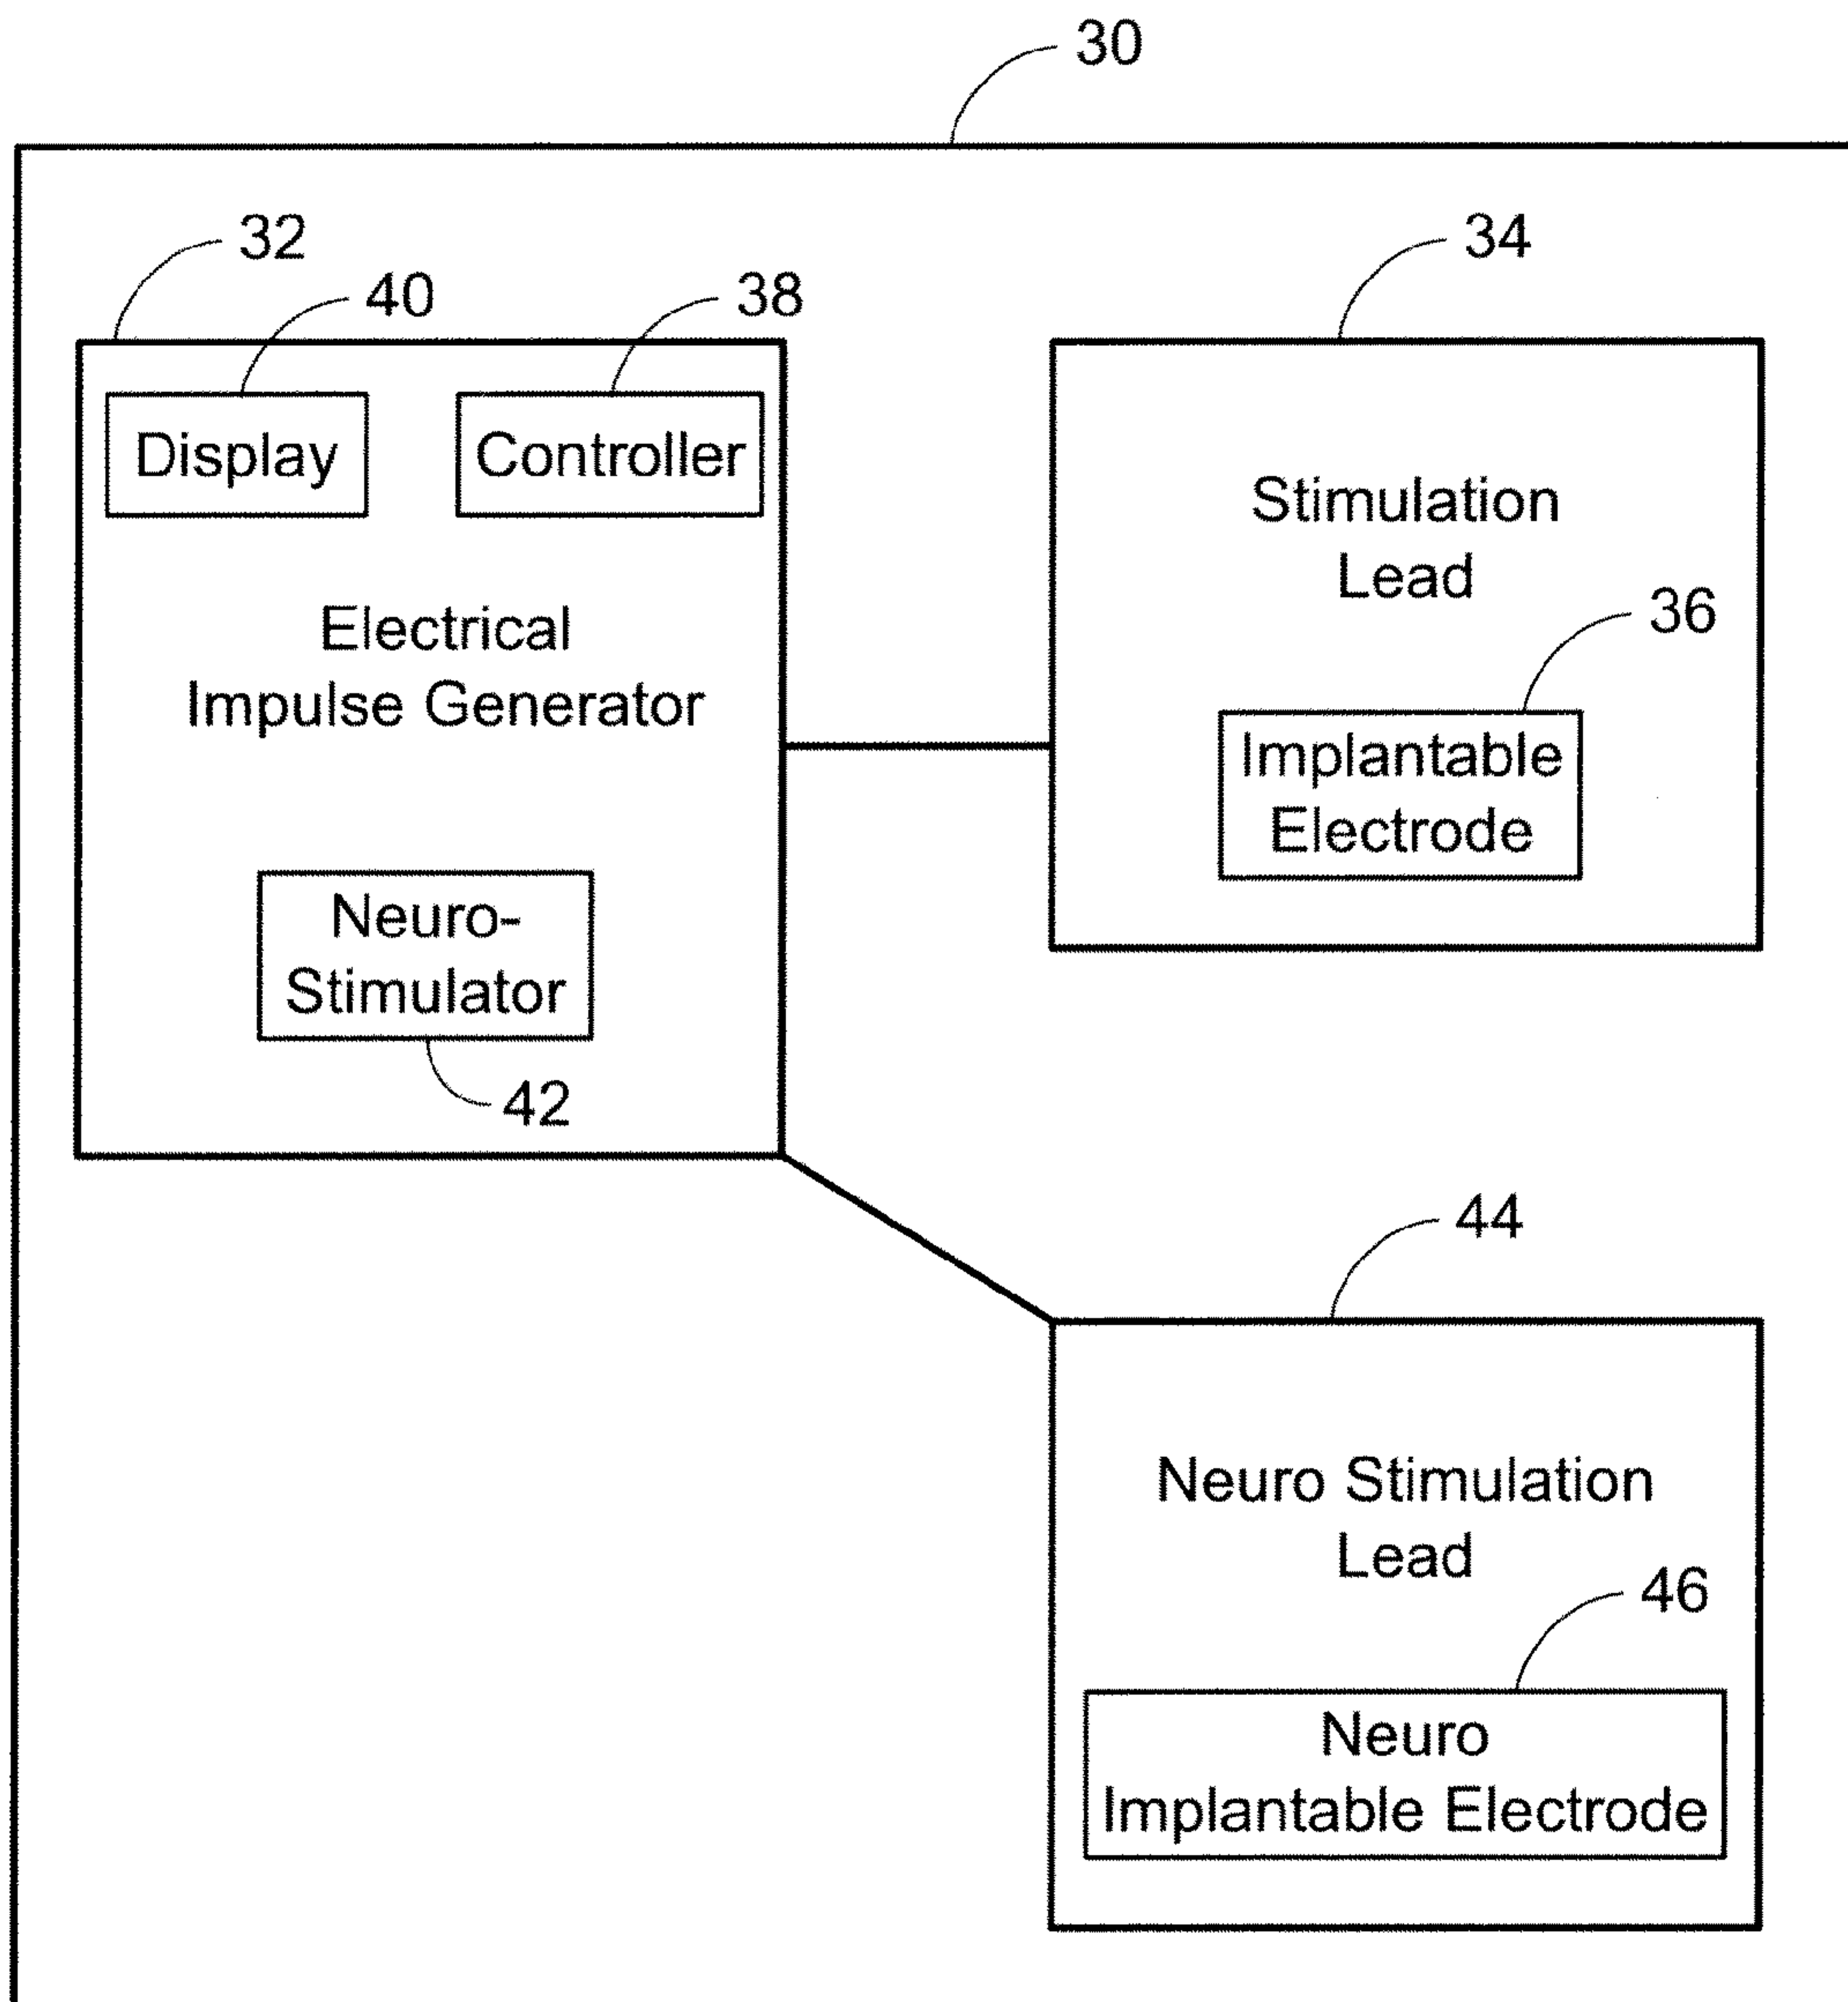 30
32
34
40
38
Display
Controller
Stimulation
Lead
36
Electrical
Impulse Generator
Implantable
Electrode
Neuro-
Stimulator
42
44
Neuro Stimulation
Lead
46
Neuro
Implantable Electrode